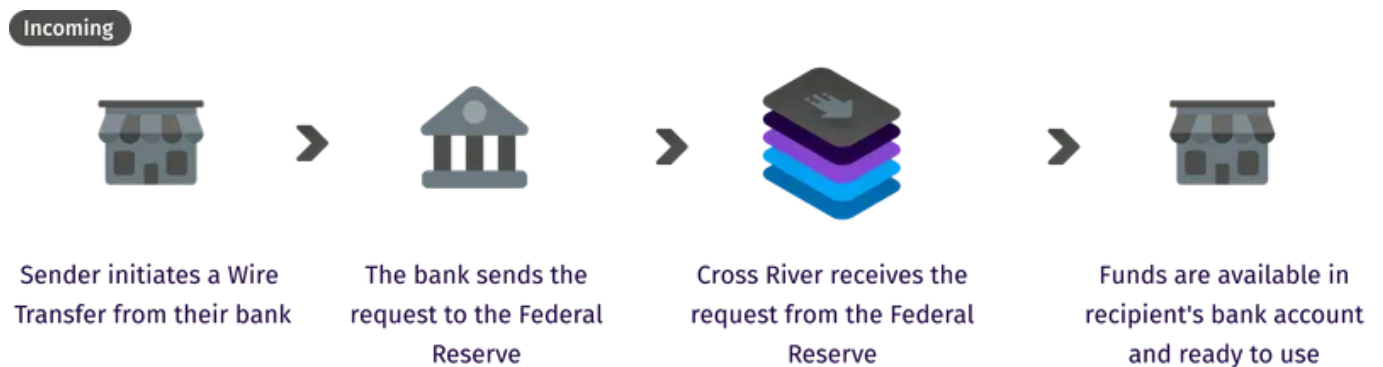 Incoming
Sender initiates a Wire
Transfer from their bank
The bank sends the
request to the Federal
Reserve
Cross River receives the
request from the Federal
Reserve
Funds are available in
recipient's bank account
and ready to use